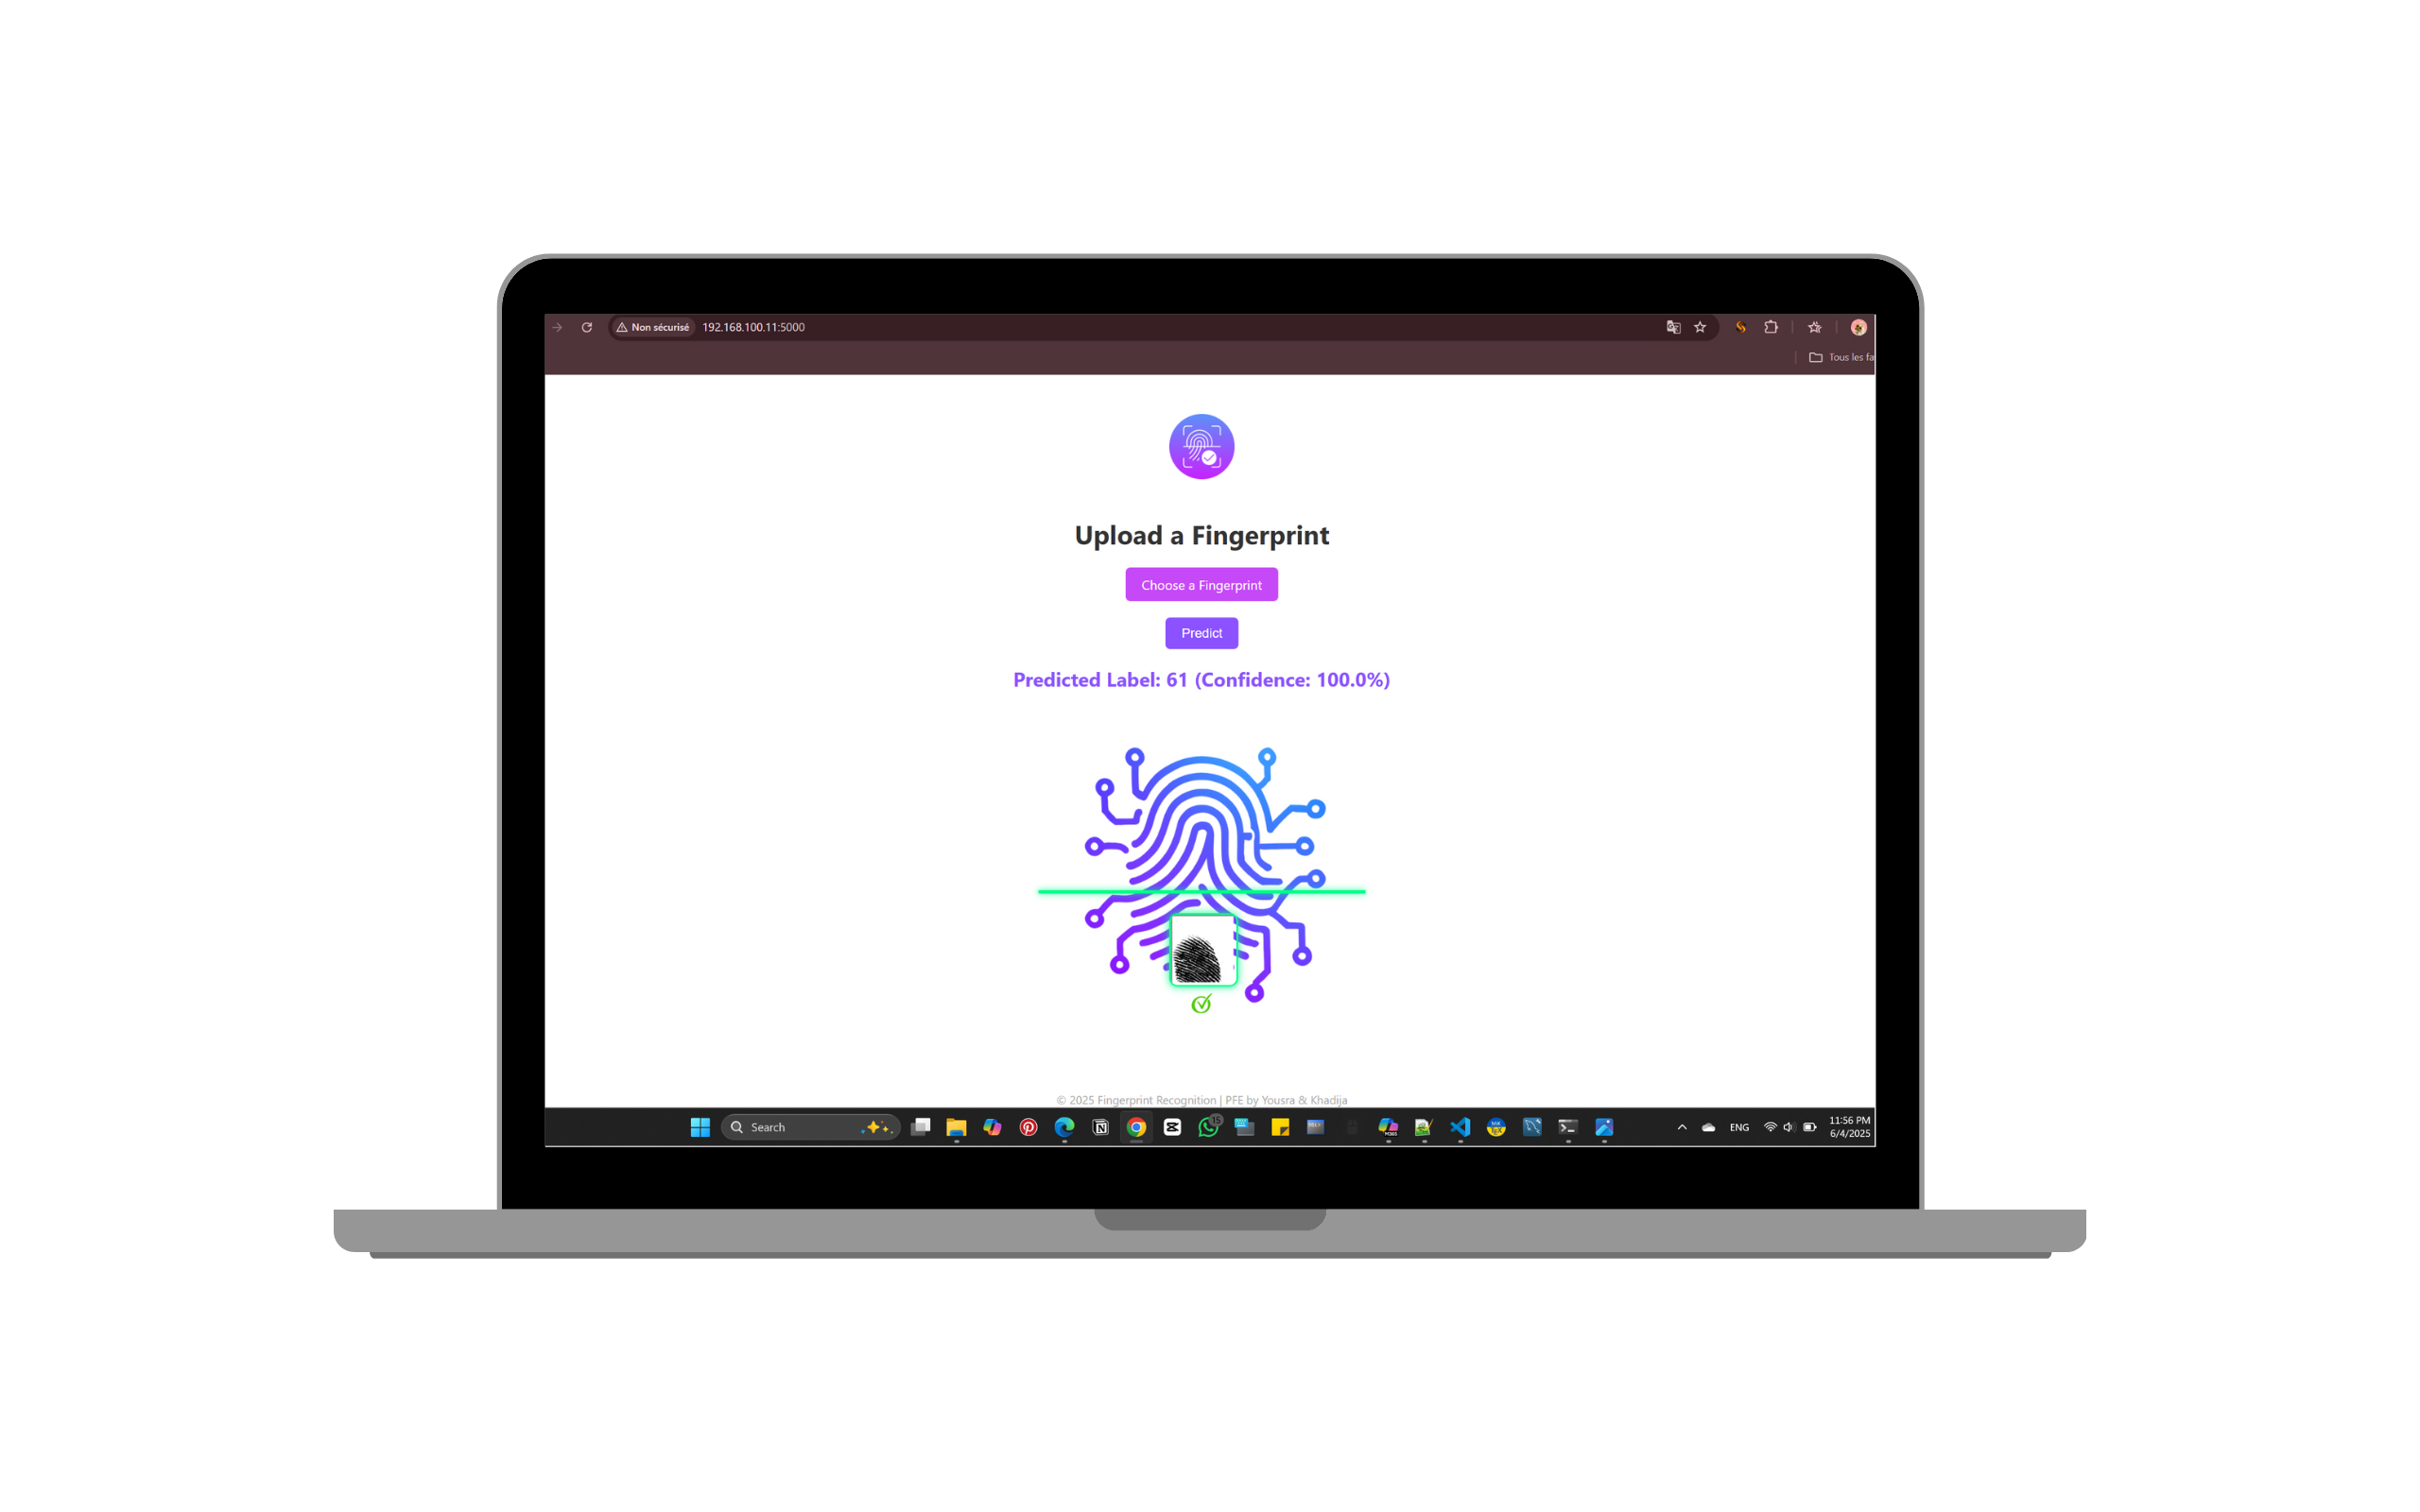 Non sécurisé 192.168.100.11:5000
Tous les fa
Upload a Fingerprint
Choose a Fingerprint
Predict
Predicted Label: 61 (Confidence: 100.0%)
© 2025 Fingerprint Recognition | PFE by Yousra & Khadija
Search
ENG
11:56 PM
6/4/2025